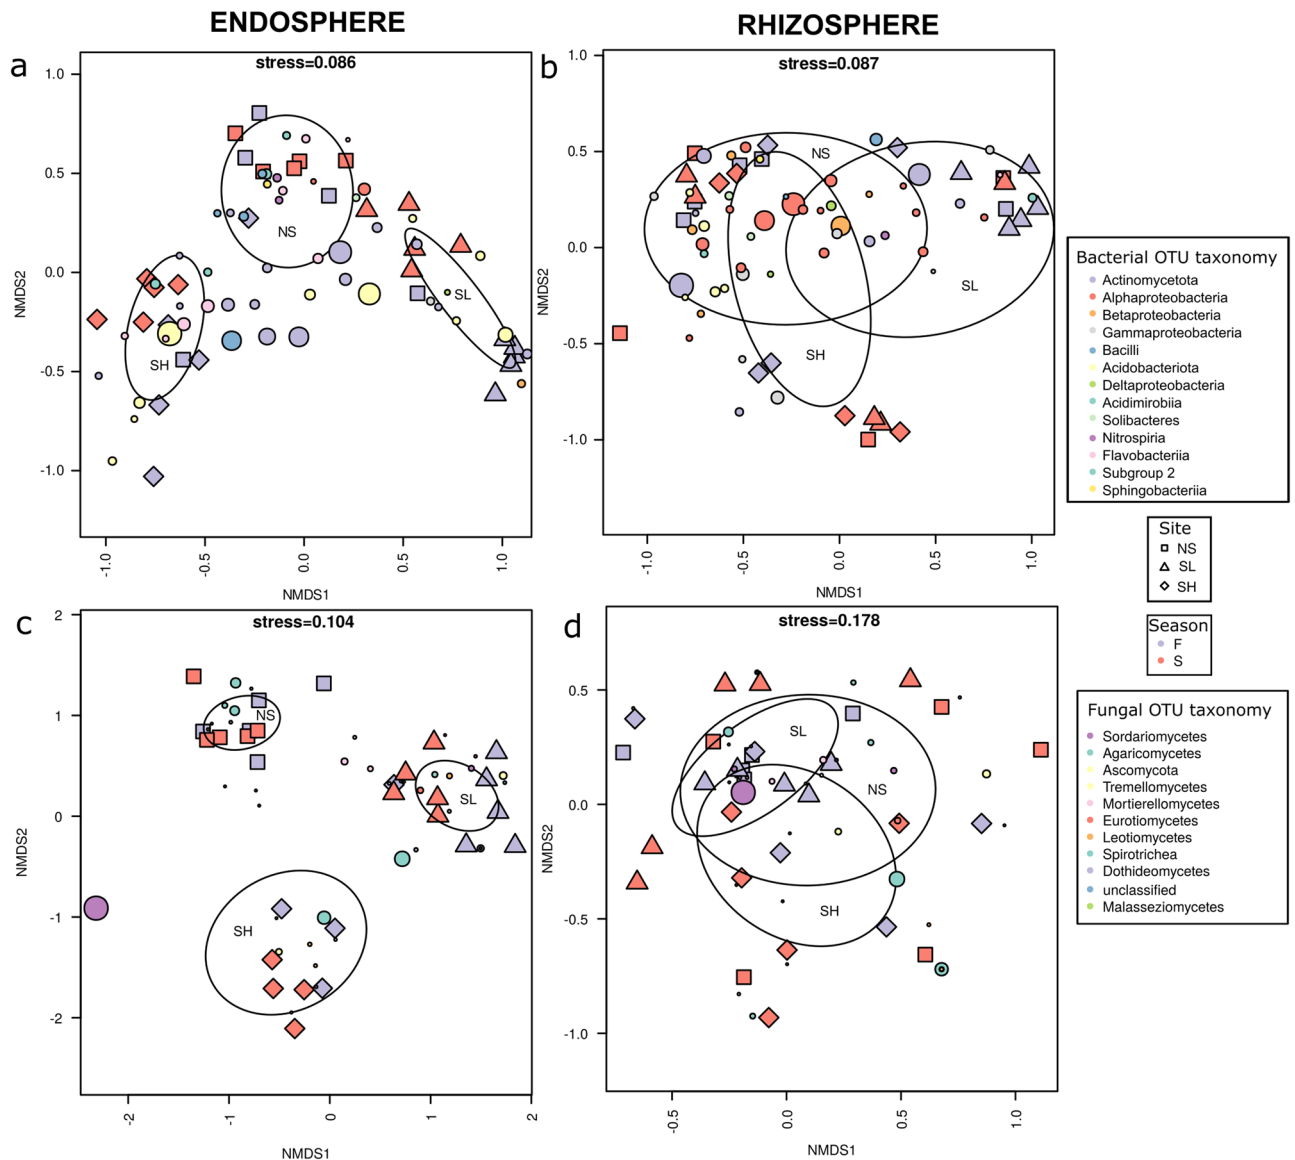 ENDOSPHERE
RHIZOSPHERE
a
stress=0.086
1.0
0.5
0.0
-0.5
-1.0
NMDS2
NS
SL
SH
-1.0
-0.5
0.0
0.5
1.0
NMDS1
b
stress=0.087
1.0
0.5
0.0
-0.5
-1.0
NMDS2
NS
SL
SH
-1.0
-0.5
0.0
0.5
1.0
NMDS1
Bacterial OTU taxonomy
Actinomycetota
Alphaproteobacteria
Betaproteobacteria
Gammaproteobacteria
Bacilli
Acidobacteriota
Deltaproteobacteria
Acidimirobiia
Solibacteres
Nitrospiria
Flavobacteriia
Subgroup 2
Sphingobacteriia
Site
NS
SL
SH
Season
F
S
c
stress=0.104
2
1
0
-1
-2
NMDS2
NS
SL
SH
-2
-1
0
1
2
NMDS1
d
stress=0.178
0.5
0.0
-0.5
-1.0
NMDS2
SL
NS
SH
-0.5
0.0
0.5
1.0
NMDS1
Fungal OTU taxonomy
Sordariomycetes
Agaricomycetes
Ascomycota
Tremellomycetes
Mortierellomycetes
Eurotiomycetes
Leotiomycetes
Spirotrichea
Dothideomycetes
unclassified
Malasseziomycetes